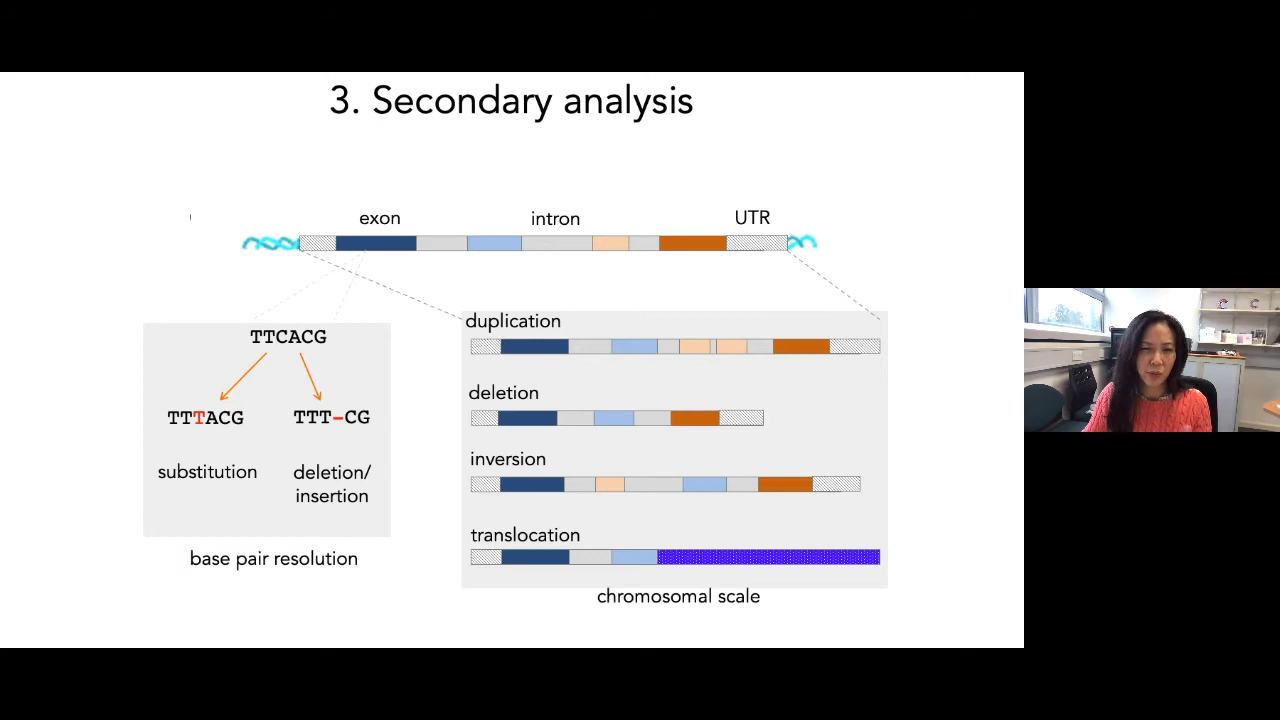 3. Secondary analysis
exon
intron
UTR
TTCACG
TTTACG
TTT-CG
substitution
deletion/
insertion
base pair resolution
duplication
deletion
inversion
translocation
chromosomal scale